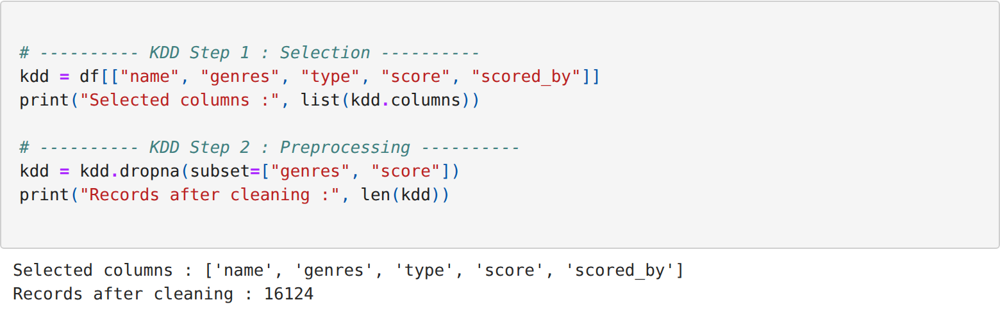 # ---------- KDD Step 1 : Selection ----------
kdd = df[["name", "genres", "type", "score", "scored_by"]]
print("Selected columns :", list(kdd.columns))
# ---------- KDD Step 2 : Preprocessing ----------
kdd = kdd.dropna(subset=["genres", "score"])
print("Records after cleaning :", len(kdd))
Selected columns : ['name', 'genres', 'type', 'score', 'scored_by']
Records after cleaning : 16124